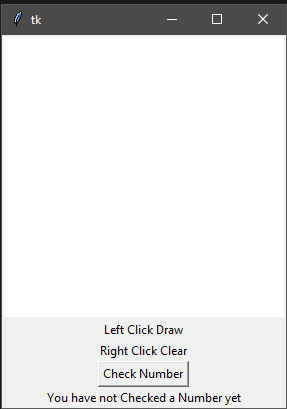 tk
Left Click Draw
Right Click Clear
Check Number
You have not Checked a Number yet